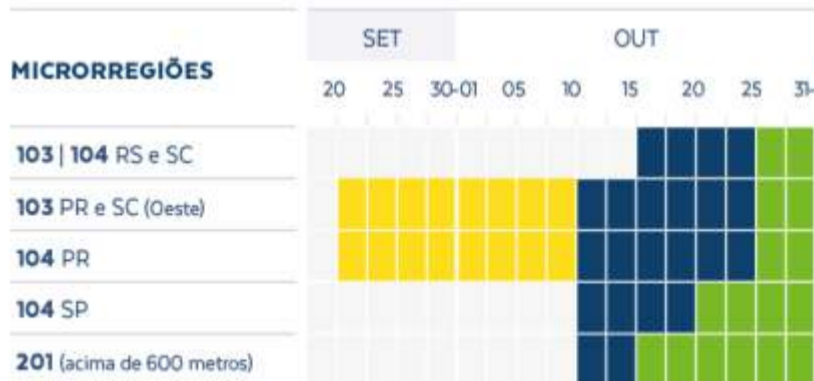 SET OUT
MICRORREGIÕES
20 25 30-01 05 10 15 20 25 31-
103 | 104 RS e SC
103 PR e SC (Oeste)
104 PR
104 SP
201 (acima de 600 metros)